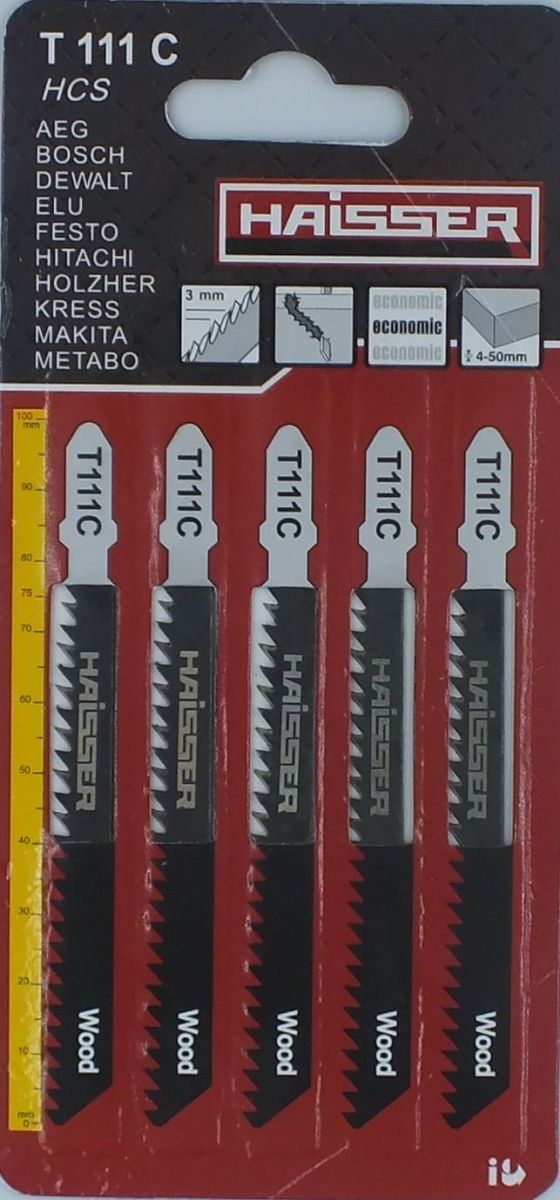 T 111 C
HCS
AEG
BOSCH
DEWALT
ELU
FESTO
HITACHI
HOLZHER
KRESS
MAKITA
METABO
HAISSER
3 mm
economic
economic
economic
4-50mm
100
mm
90
80
75
70
60
50
40
30
20
10
mm
0
T111C
HAISSER
Wood
T111C
HAISSER
Wood
T111C
HAISSER
Wood
T111C
HAISSER
Wood
T111C
HAISSER
Wood